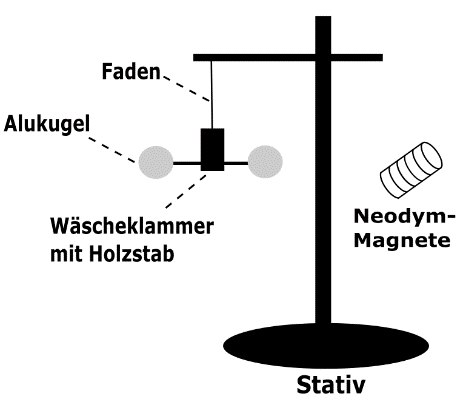 Faden
Alukugel
Wäscheklammer
mit Holzstab
Neodym-
Magnete
Stativ